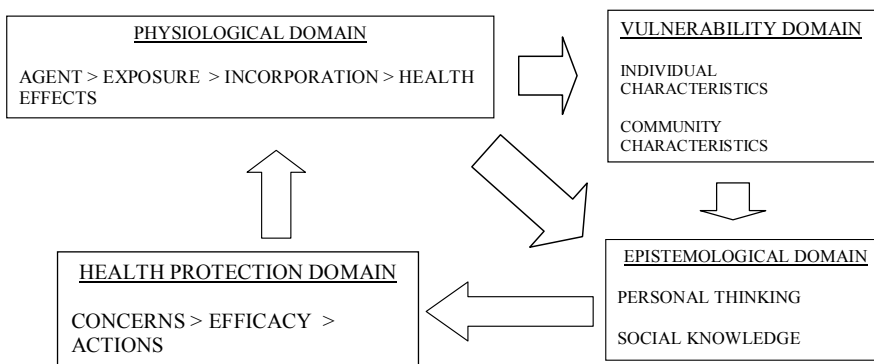 PHYSIOLOGICAL DOMAIN
AGENT > EXPOSURE > INCORPORATION > HEALTH
EFFECTS
VULNERABILITY DOMAIN
INDIVIDUAL
CHARACTERISTICS
COMMUNITY
CHARACTERISTICS
HEALTH PROTECTION DOMAIN
CONCERNS > EFFICACY >
ACTIONS
EPISTEMOLOGICAL DOMAIN
PERSONAL THINKING
SOCIAL KNOWLEDGE